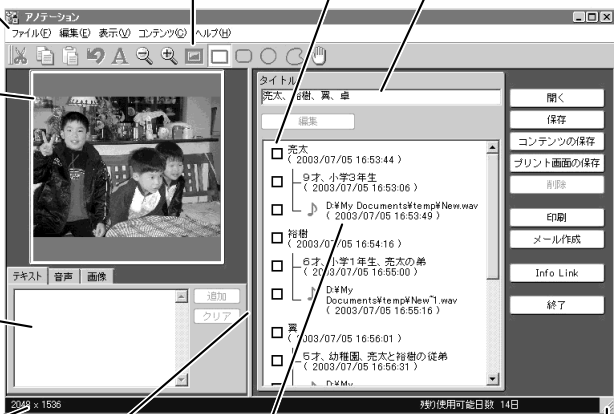 アノテーション
ファイル(F) 編集(E) 表示(V) コンテンツ(C) ヘルプ(H)
タイトル
亮太、裕樹、翼、卓
編集
亮太
( 2003/07/05 16:53:44 )
9才、小学3年生
( 2003/07/05 16:53:06 )
D:¥My Documents¥temp¥New.wav
( 2003/07/05 16:53:49 )
裕樹
( 2003/07/05 16:54:16 )
6才、小学1年生、亮太の弟
( 2003/07/05 16:55:00 )
D:¥My
Documents¥temp¥New~1.wav
( 2003/07/05 16:55:16 )
翼
( 2003/07/05 16:56:01 )
5才、幼稚園、亮太と裕樹の従弟
( 2003/07/05 16:56:31 )
D:¥My
開く
保存
コンテンツの保存
プリント画面の保存
削除
印刷
メール作成
Info Link
終了
テキスト 音声 画像
追加
クリア
2048 x 1536
残り使用可能日数 14日